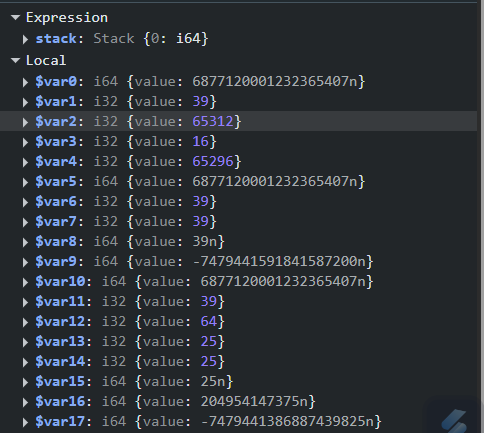 Expression
stack: Stack {0: i64}
Local
$var0: i64 {value: 6877120001232365407n}
$var1: i32 {value: 39}
$var2: i32 {value: 65312}
$var3: i32 {value: 16}
$var4: i32 {value: 65296}
$var5: i64 {value: 6877120001232365407n}
$var6: i32 {value: 39}
$var7: i32 {value: 39}
$var8: i64 {value: 39n}
$var9: i64 {value: -7479441591841587200n}
$var10: i64 {value: 6877120001232365407n}
$var11: i32 {value: 39}
$var12: i32 {value: 64}
$var13: i32 {value: 25}
$var14: i32 {value: 25}
$var15: i64 {value: 25n}
$var16: i64 {value: 204954147375n}
$var17: i64 {value: -7479441386887439825n}